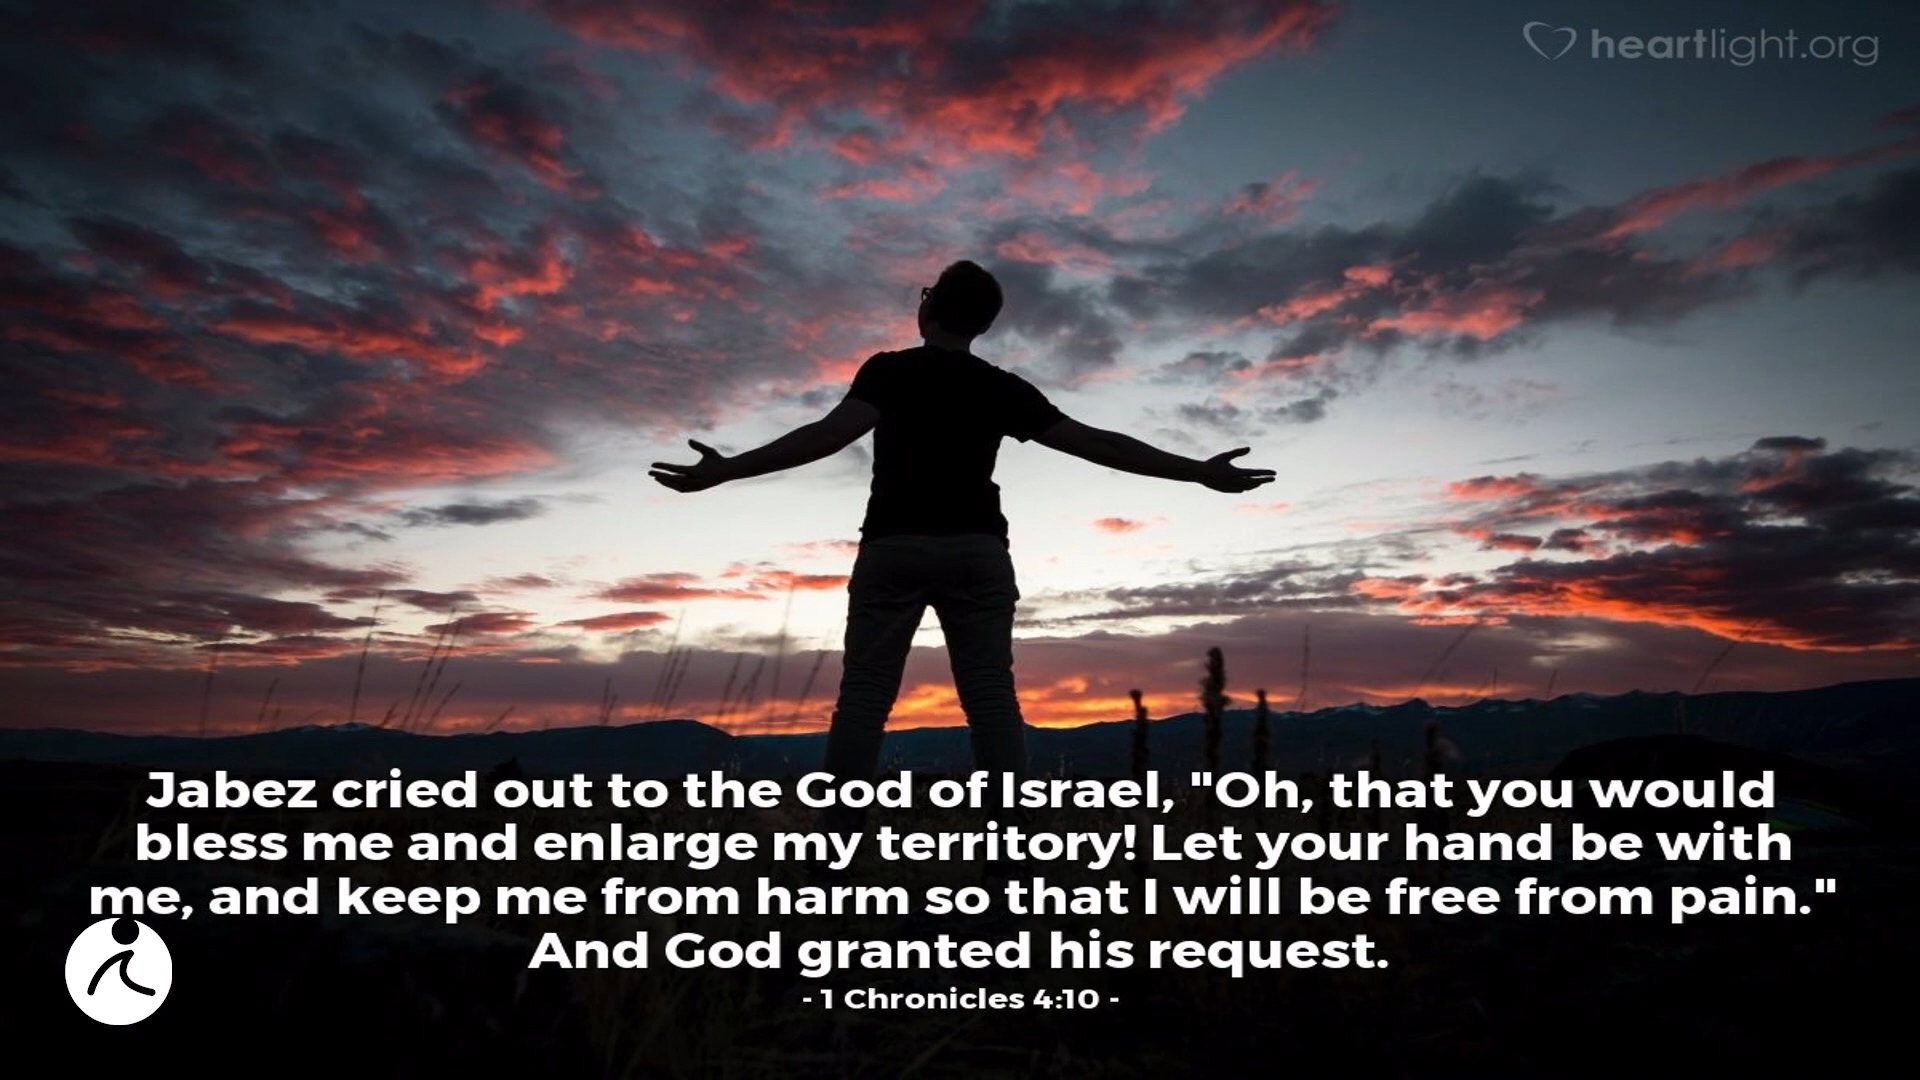 heartlight.org
Jabez cried out to the God of Israel, "Oh, that you would
bless me and enlarge my territory! Let your hand be with
me, and keep me from harm so that I will be free from pain."
And God granted his request.
- 1 Chronicles 4:10 -